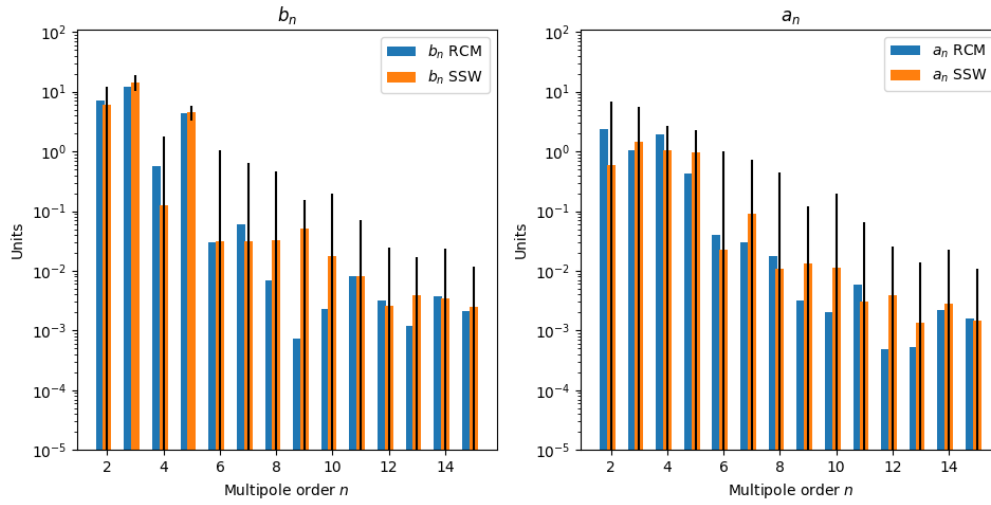 b_n
10^2
10^1
10^0
10^-1
10^-2
10^-3
10^-4
10^-5
Units
2 4 6 8 10 12 14
Multipole order n
b_n RCM
b_n SSW
a_n
10^2
10^1
10^0
10^-1
10^-2
10^-3
10^-4
10^-5
Units
2 4 6 8 10 12 14
Multipole order n
a_n RCM
a_n SSW